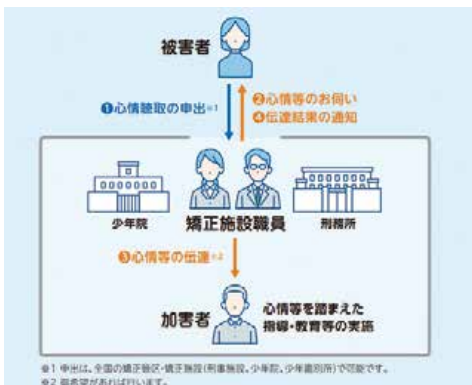 被害者
❶心情聴取の申出※1
❷心情等のお伺い
❹伝達結果の通知
少年院
矯正施設職員
刑務所
❸心情等の伝達※2
加害者
心情等を踏まえた
指導・教育等の実施
※1 申出は、全国の矯正管区・矯正施設(刑事施設、少年院、少年鑑別所)で可能です。
※2 御希望があれば行います。